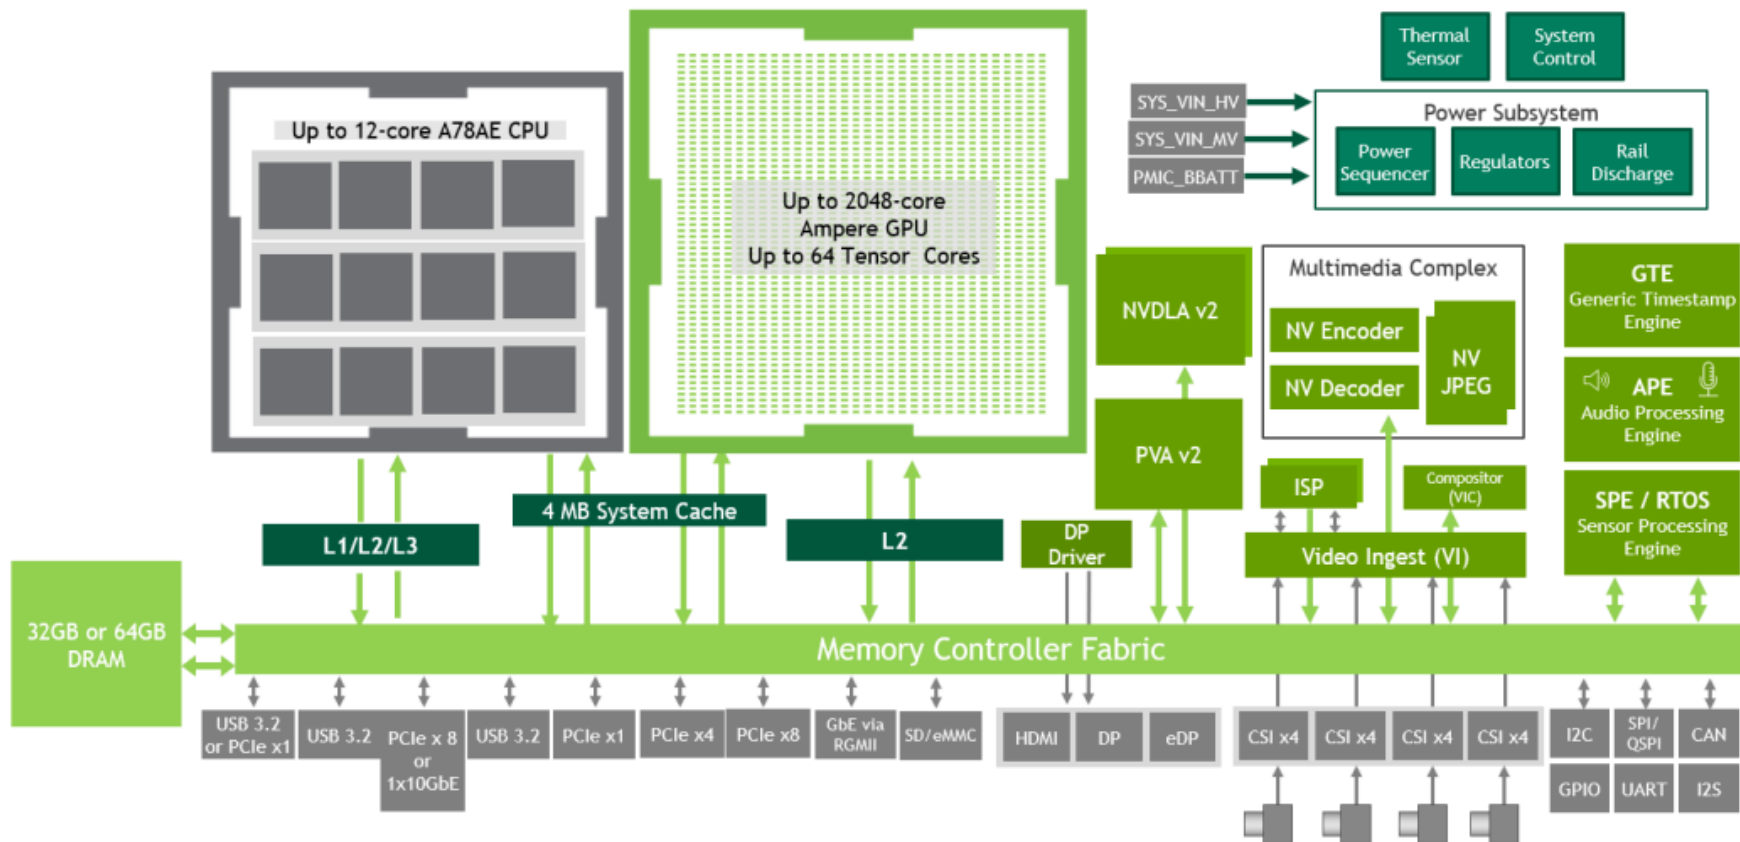 Thermal
Sensor
System
Control
SYS_VIN_HV
SYS_VIN_MV
PMIC_BBATT
Power Subsystem
Power
Sequencer
Regulators
Rail
Discharge
Up to 12-core A78AE CPU
Up to 2048-core
Ampere GPU
Up to 64 Tensor Cores
NVDLA v2
PVA v2
Multimedia Complex
NV Encoder
NV Decoder
NV
JPEG
GTE
Generic Timestamp
Engine
APE
Audio Processing
Engine
SPE / RTOS
Sensor Processing
Engine
ISP
Compositor
(VIC)
Video Ingest (VI)
L1/L2/L3
4 MB System Cache
L2
DP
Driver
32GB or 64GB
DRAM
Memory Controller Fabric
USB 3.2
or PCIe x1
USB 3.2
PCIe x 8
or
1x10GbE
USB 3.2
PCIe x1
PCIe x4
PCIe x8
GbE via
RGMII
SD/eMMC
HDMI
DP
eDP
CSI x4
CSI x4
CSI x4
CSI x4
I2C
SPI/
QSPI
CAN
GPIO
UART
I2S